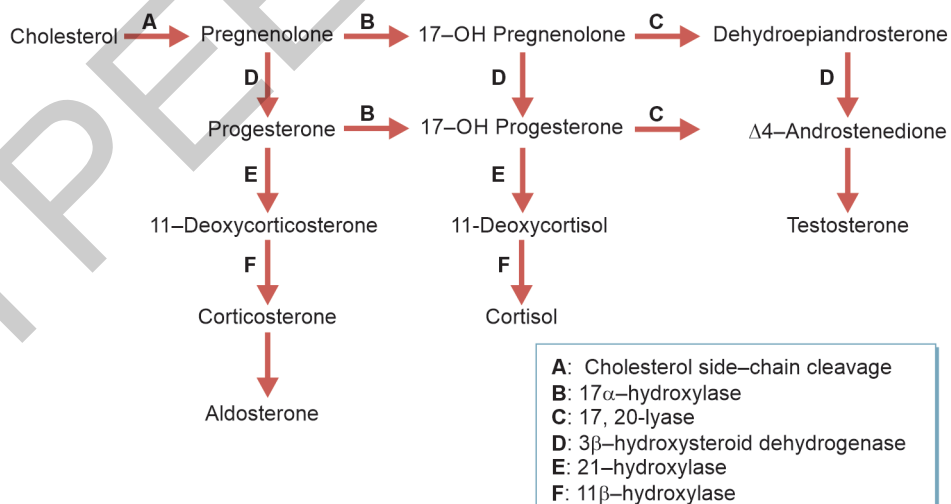 A B C
Cholesterol Pregnenolone 17–OH Pregnenolone Dehydroepiandrosterone
D D D
B C
Progesterone 17–OH Progesterone Δ4–Androstenedione
E E
11–Deoxycorticosterone 11-Deoxycortisol Testosterone
F F
Corticosterone Cortisol
Aldosterone
A: Cholesterol side–chain cleavage
B: 17α–hydroxylase
C: 17, 20-lyase
D: 3β–hydroxysteroid dehydrogenase
E: 21–hydroxylase
F: 11β–hydroxylase